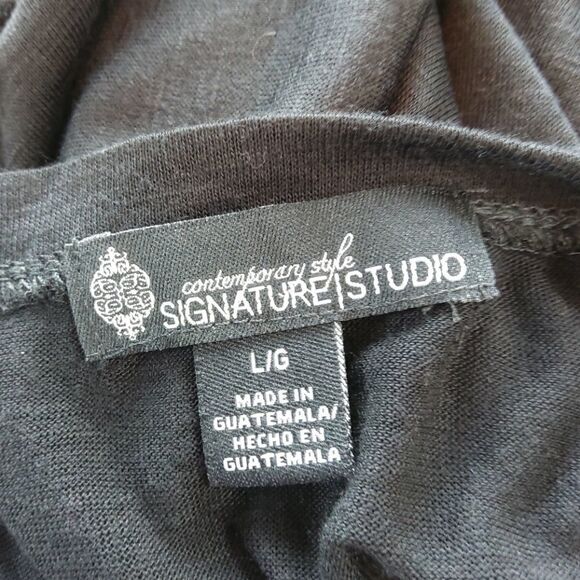 contemporary style
SIGNATURE STUDIO
L/G
MADE IN
GUATEMALA/
HECHO EN
GUATEMALA